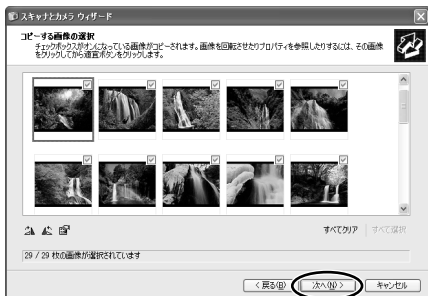 スキャナとカメラ ウィザード
コピーする画像の選択
チェックボックスがオンになっている画像がコピーされます。画像を回転させたりプロパティを参照したりするには、その画像
をクリックしてから適宜ボタンをクリックします。
すべてクリア すべて選択
29 / 29 枚の画像が選択されています
< 戻る(B) 次へ(N) > キャンセル